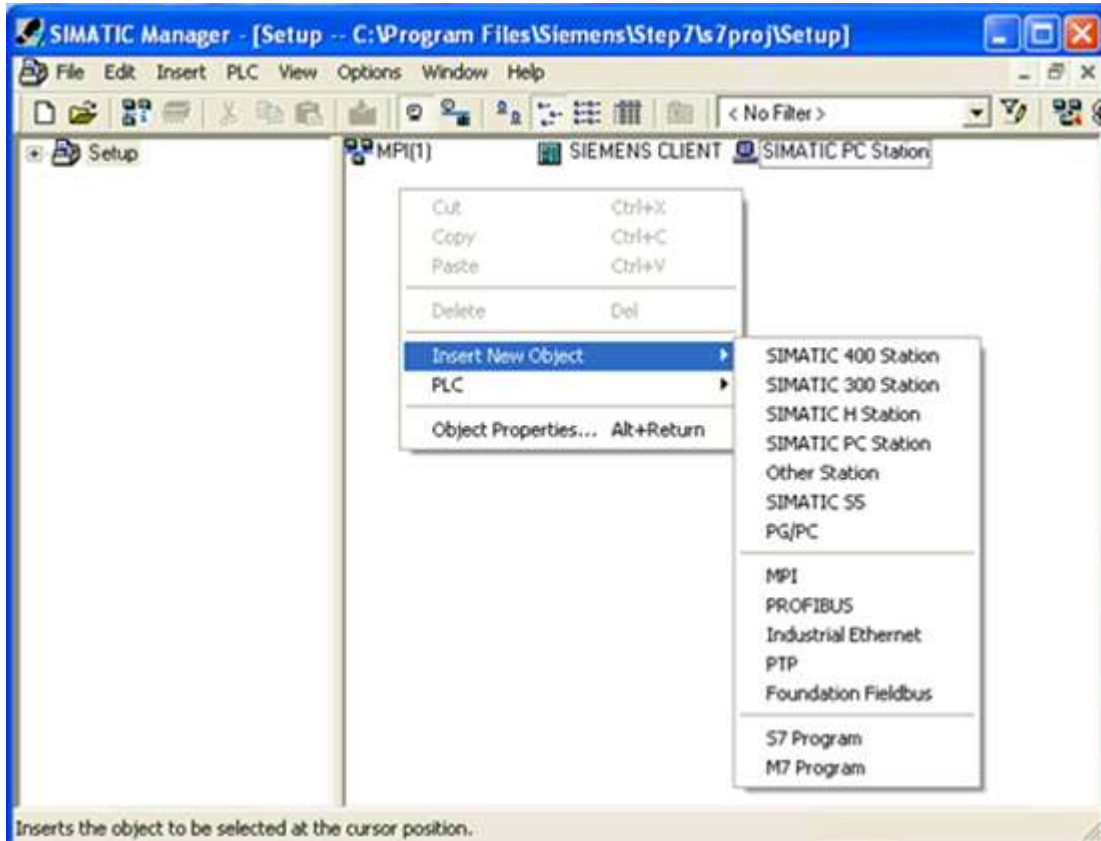 SIMATIC Manager - [Setup -- C:\Program Files\Siemens\Step7\s7proj\Setup]
File Edit Insert PLC View Options Window Help
< No Filter >
Setup
MPI(1) SIEMENS CLIENT SIMATIC PC Station
Cut Ctrl+X
Copy Ctrl+C
Paste Ctrl+V
Delete Del
Insert New Object
PLC
Object Properties... Alt+Return
SIMATIC 400 Station
SIMATIC 300 Station
SIMATIC H Station
SIMATIC PC Station
Other Station
SIMATIC S5
PG/PC
MPI
PROFIBUS
Industrial Ethernet
PTP
Foundation Fieldbus
S7 Program
M7 Program
Inserts the object to be selected at the cursor position.